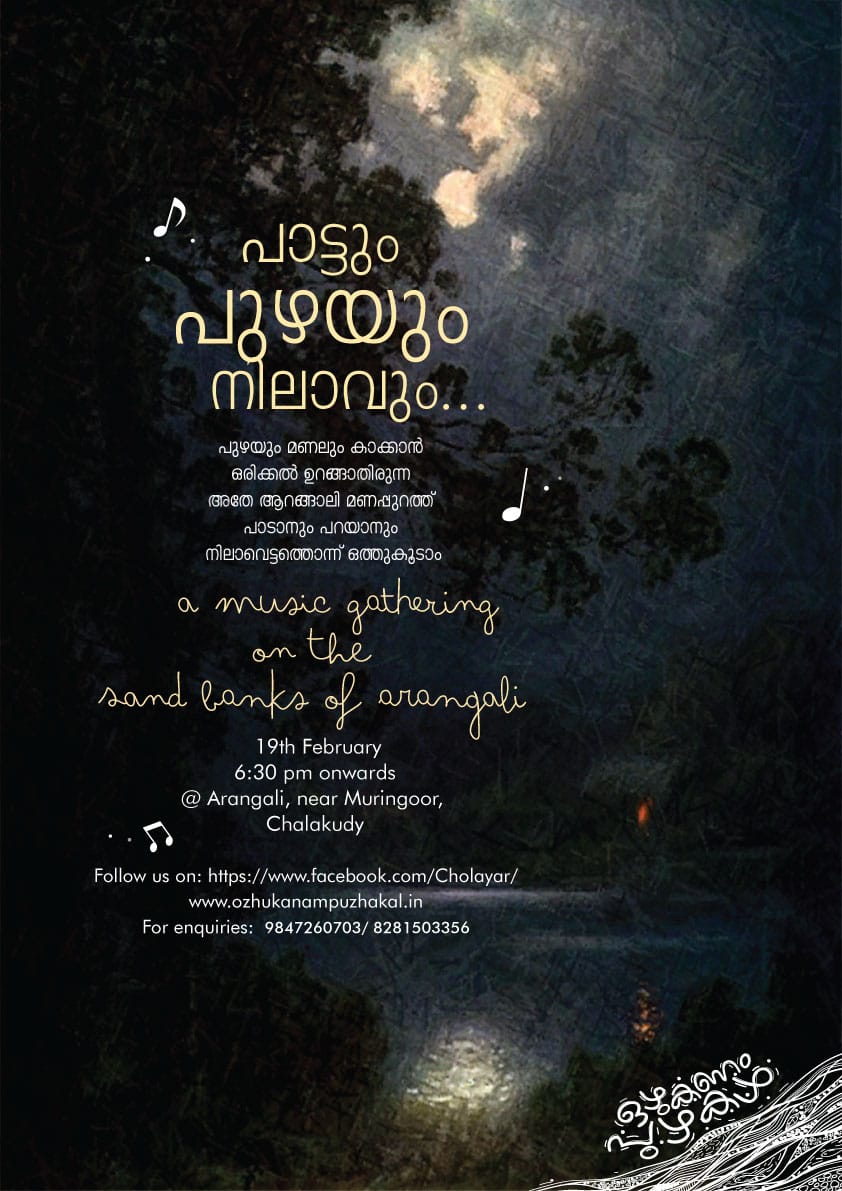 പാട്ടും
പുഴയും
നിലാവും...
പുഴയും മണലും കാക്കാൻ
ഒരിക്കൽ ഉറങ്ങാതിരുന്ന
അതേ ആറങ്ങാലി മണപ്പുറത്ത്
പാടാനും പറയാനും
നിലാവെട്ടത്തൊന്ന് ഒത്തുകൂടാം
a music gathering
on the
sand banks of arangali
19th February
6:30 pm onwards
@ Arangali, near Muringoor,
Chalakudy
Follow us on: https://www.facebook.com/Cholayar/
www.ozhukanampuzhakal.in
For enquiries: 9847260703/ 8281503356
ഒഴുകണം
പുഴകൾ